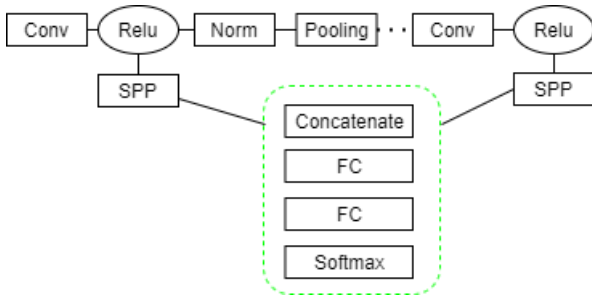 Conv Relu Norm Pooling ··· Conv Relu
SPP SPP
Concatenate
FC
FC
Softmax